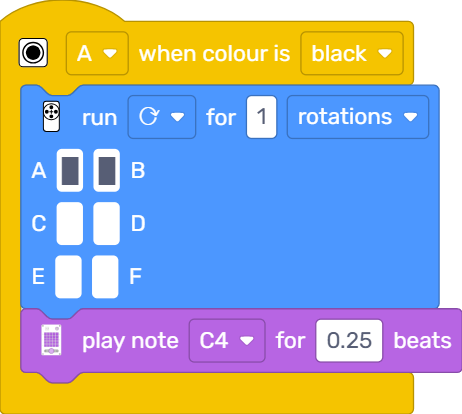 A when colour is black
run for 1 rotations
A B
C D
E F
play note C4 for 0.25 beats